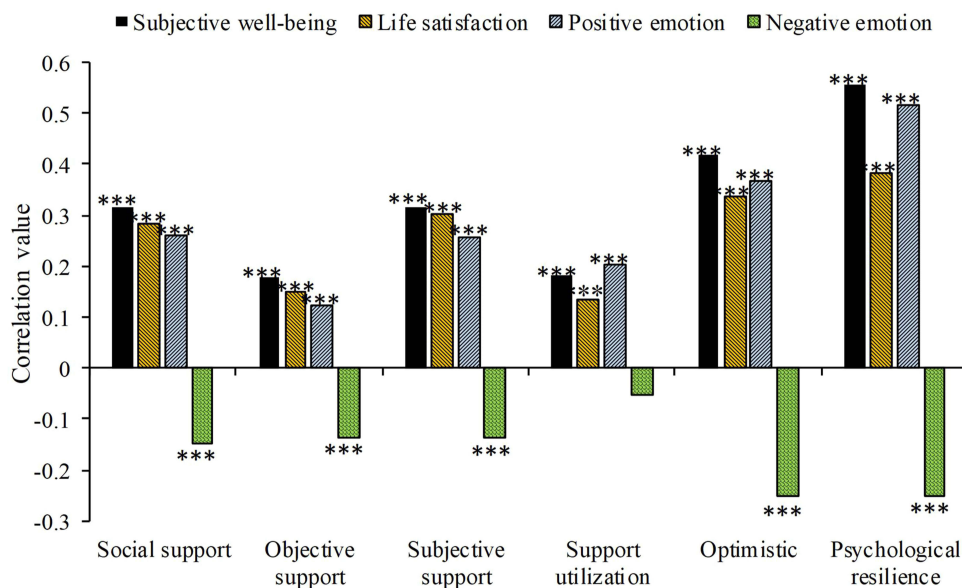 Subjective well-being Life satisfaction Positive emotion Negative emotion
Correlation value
0.6
0.5
0.4
0.3
0.2
0.1
0
-0.1
-0.2
-0.3
*** *** *** ***
*** *** *** ***
*** *** *** ***
*** *** ***
*** *** *** ***
*** *** *** ***
Social support
Objective
support
Subjective
support
Support
utilization
Optimistic
Psychological
resilience